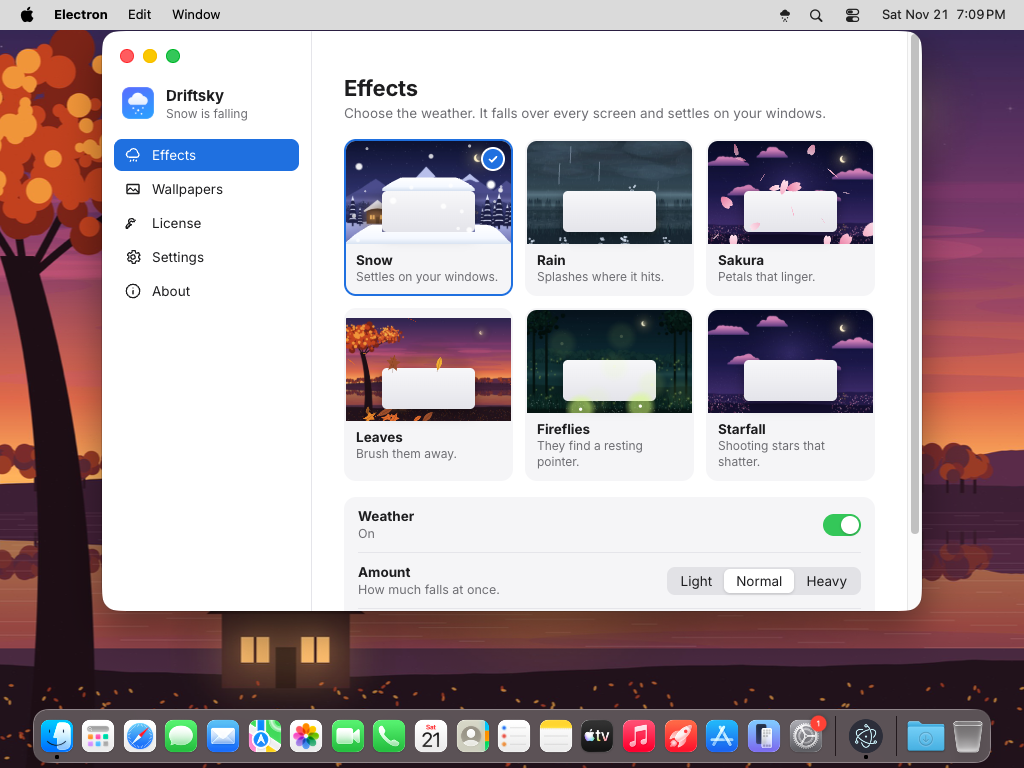 Electron Edit Window Sat Nov 21 7:09 PM
Driftsky
Snow is falling
Effects
Wallpapers
License
Settings
About
Effects
Choose the weather. It falls over every screen and settles on your windows.
Snow
Settles on your windows.
Rain
Splashes where it hits.
Sakura
Petals that linger.
Leaves
Brush them away.
Fireflies
They find a resting
pointer.
Starfall
Shooting stars that
shatter.
Weather
On
Amount
How much falls at once.
Light Normal Heavy
Sat
21
tv
1